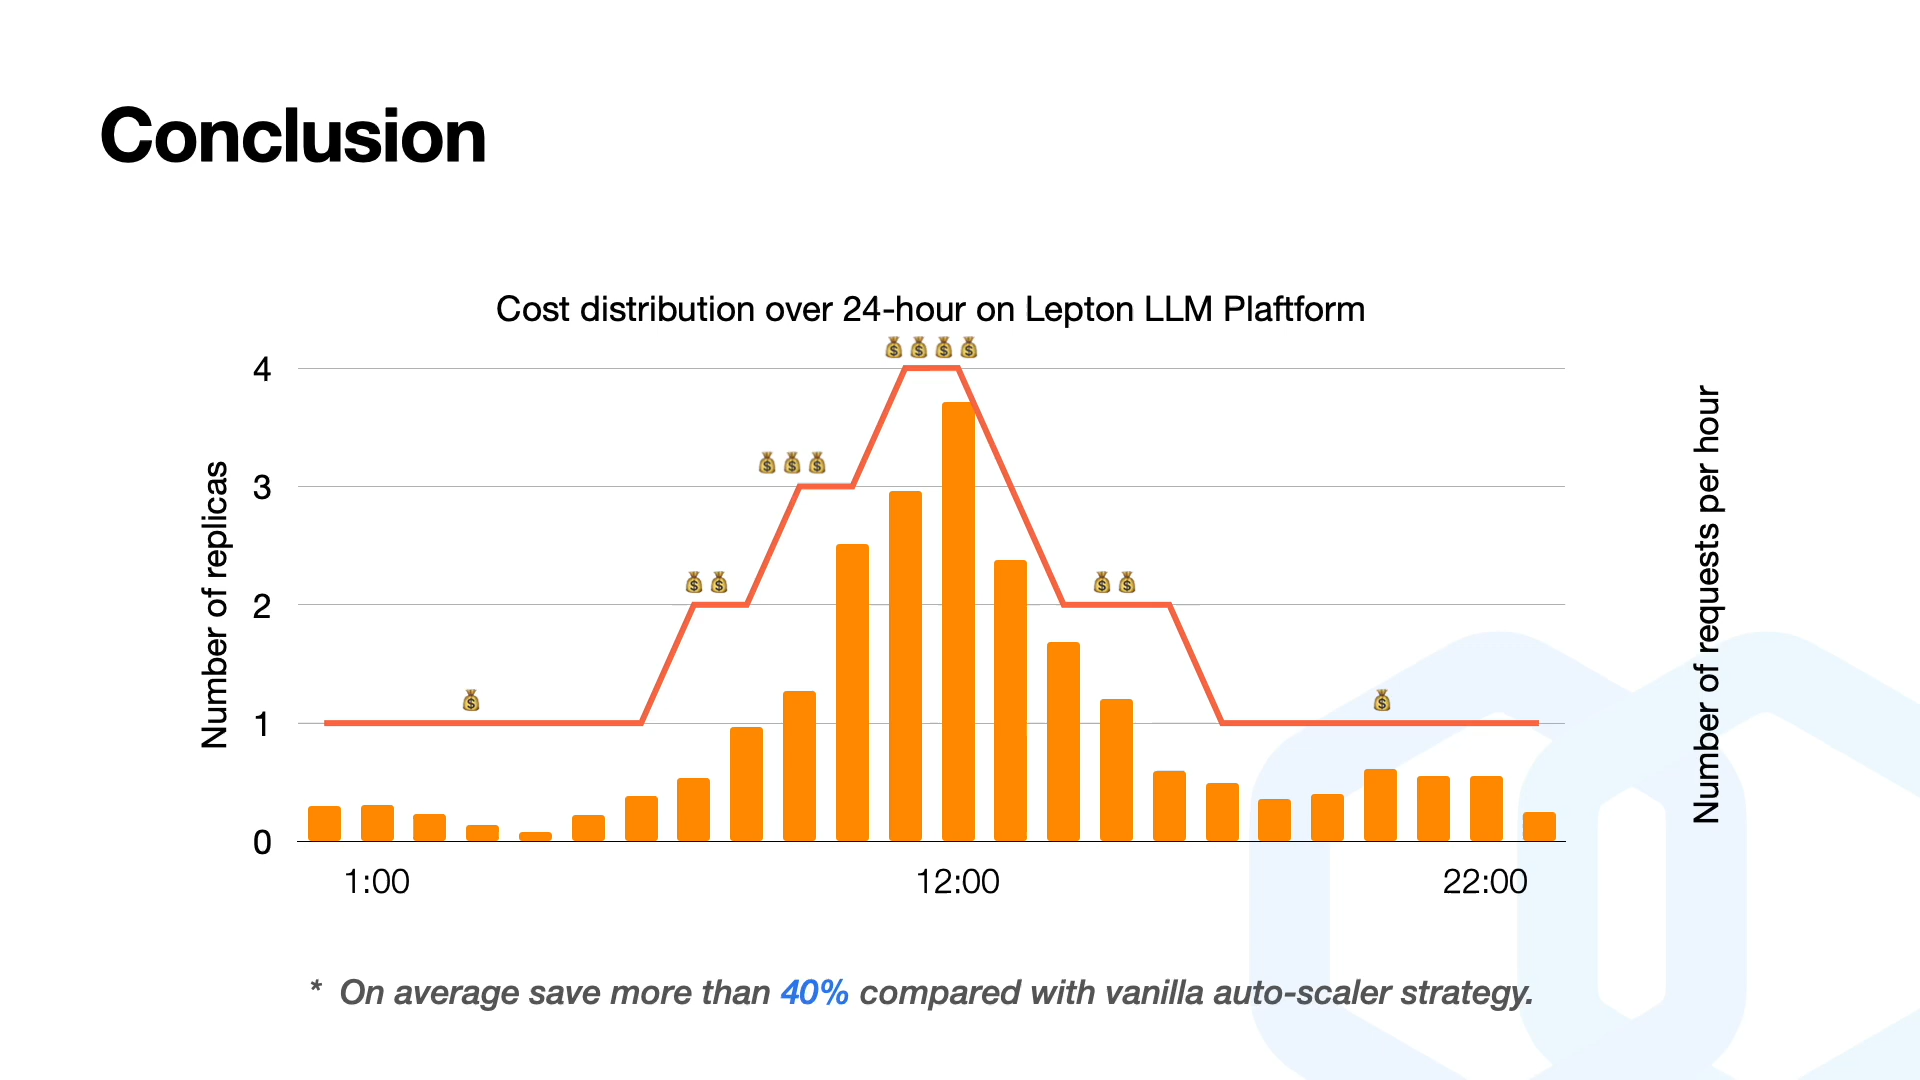 Conclusion
Cost distribution over 24-hour on Lepton LLM Plaftform
Number of replicas
4
3
2
1
0
1:00
12:00
22:00
Number of requests per hour
* On average save more than 40% compared with vanilla auto-scaler strategy.